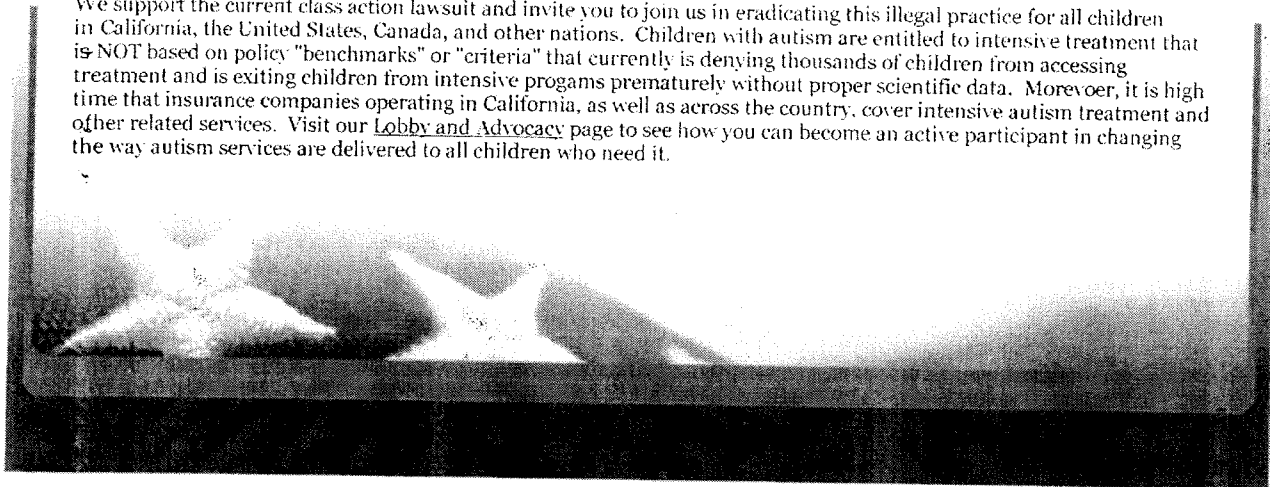 We support the current class action lawsuit and invite you to join us in eradicating this illegal practice for all children
in California, the United States, Canada, and other nations. Children with autism are entitled to intensive treatment that
is NOT based on policy "benchmarks" or "criteria" that currently is denying thousands of children from accessing
treatment and is exiting children from intensive progams prematurely without proper scientific data. Morevoer, it is high
time that insurance companies operating in California, as well as across the country, cover intensive autism treatment and
other related services. Visit our Lobby and Advocacy page to see how you can become an active participant in changing
the way autism services are delivered to all children who need it.